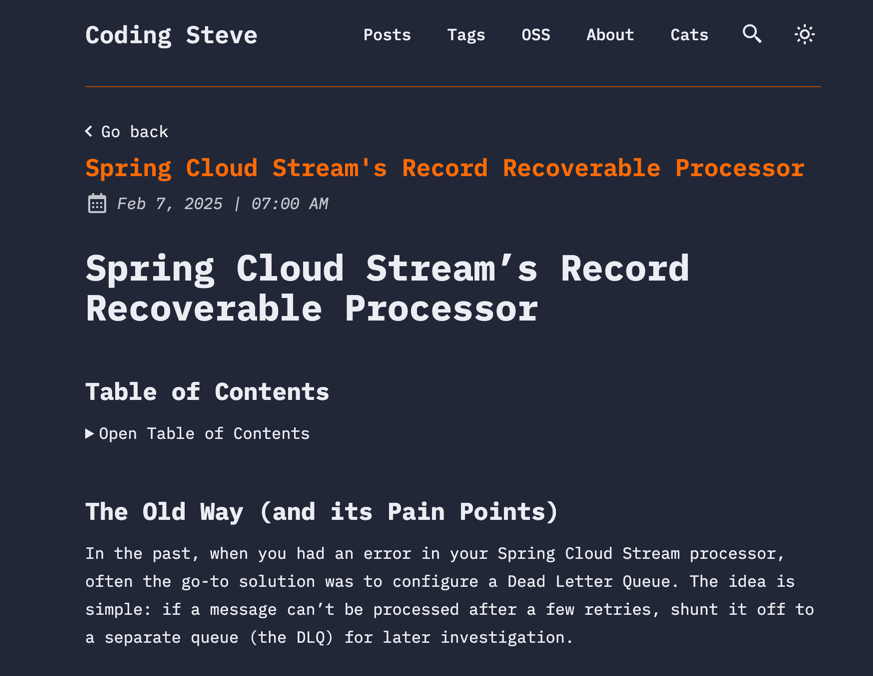 Coding Steve
Posts Tags OSS About Cats
Go back
Spring Cloud Stream's Record Recoverable Processor
Feb 7, 2025 | 07:00 AM
Spring Cloud Stream’s Record
Recoverable Processor
Table of Contents
Open Table of Contents
The Old Way (and its Pain Points)
In the past, when you had an error in your Spring Cloud Stream processor,
often the go-to solution was to configure a Dead Letter Queue. The idea is
simple: if a message can’t be processed after a few retries, shunt it off to
a separate queue (the DLQ) for later investigation.